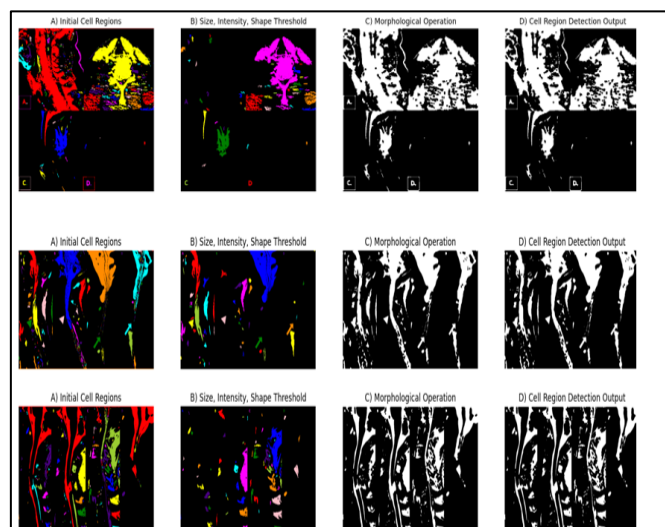 A) Initial Cell Regions B) Size, Intensity, Shape Threshold C) Morphological Operation D) Cell Region Detection Output
A. A. A.
C. D. C. D. C. D. C. D.
A) Initial Cell Regions B) Size, Intensity, Shape Threshold C) Morphological Operation D) Cell Region Detection Output
A) Initial Cell Regions B) Size, Intensity, Shape Threshold C) Morphological Operation D) Cell Region Detection Output